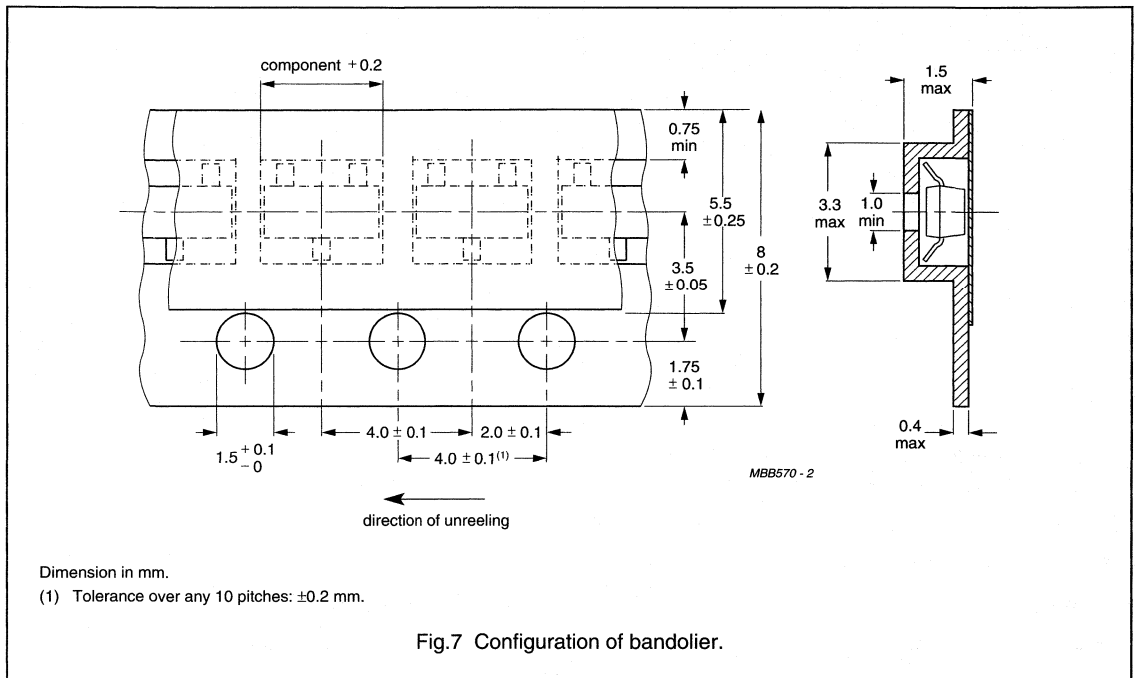 component +0.2
1.5
max
0.75
min
5.5
±0.25
8
±0.2
3.5
±0.05
1.75
±0.1
3.3
max
1.0
min
0.4
max
1.5 +0.1 −0
4.0 ±0.1
2.0 ±0.1
4.0 ±0.1(1)
MBB570 - 2
direction of unreeling
Dimension in mm.
(1) Tolerance over any 10 pitches: ±0.2 mm.
Fig.7 Configuration of bandolier.